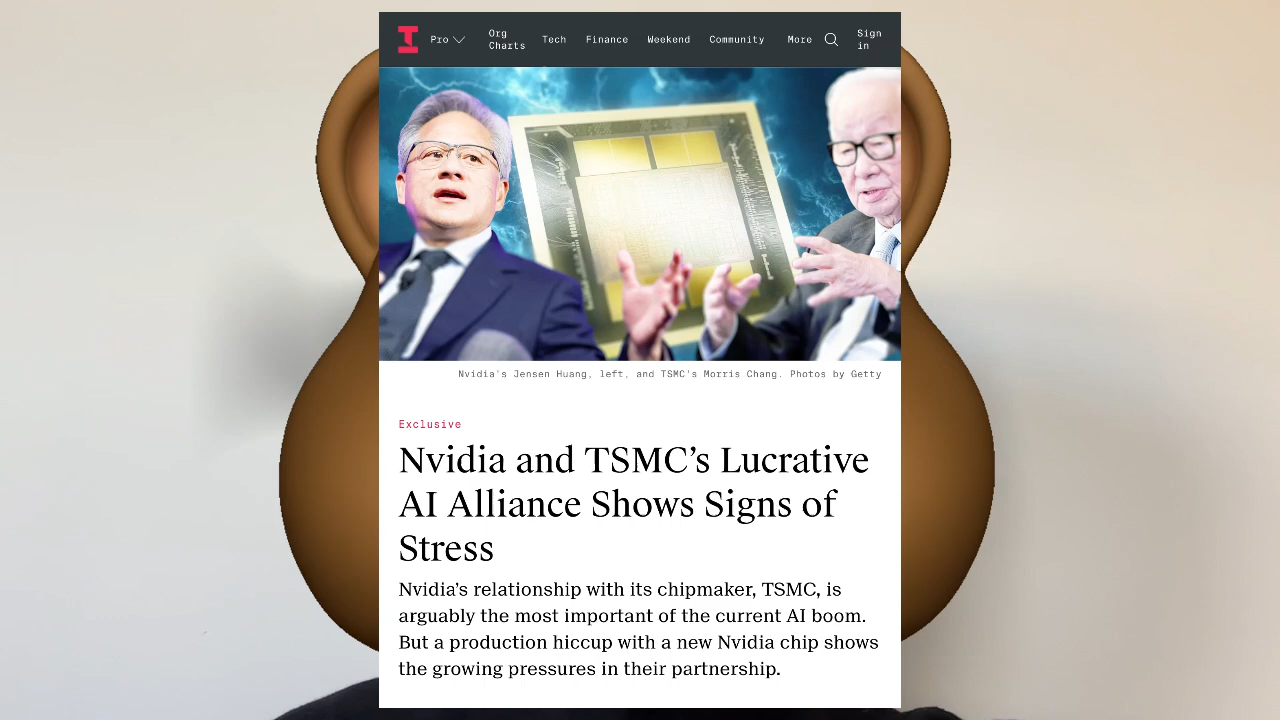 Pro
Org Charts
Tech
Finance
Weekend
Community
More
Sign in
Nvidia's Jensen Huang, left, and TSMC's Morris Chang. Photos by Getty
Exclusive
Nvidia and TSMC’s Lucrative
AI Alliance Shows Signs of
Stress
Nvidia’s relationship with its chipmaker, TSMC, is
arguably the most important of the current AI boom.
But a production hiccup with a new Nvidia chip shows
the growing pressures in their partnership.